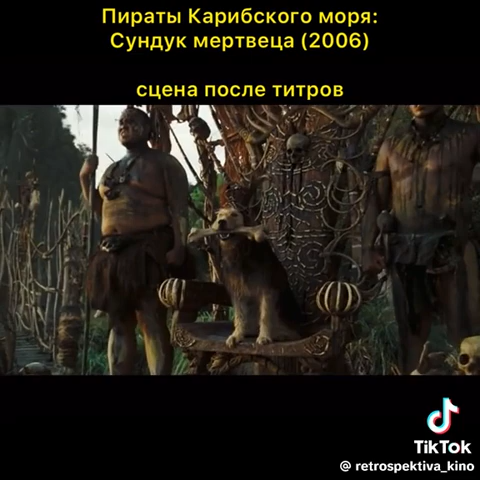 Пираты Карибского моря:
Сундук мертвеца (2006)
сцена после титров
TikTok
@ retrospektiva_kino